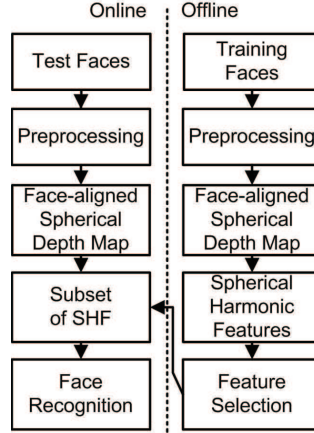 Online
Offline
Test Faces
Preprocessing
Face-aligned
Spherical
Depth Map
Subset
of SHF
Face
Recognition
Training
Faces
Preprocessing
Face-aligned
Spherical
Depth Map
Spherical
Harmonic
Features
Feature
Selection